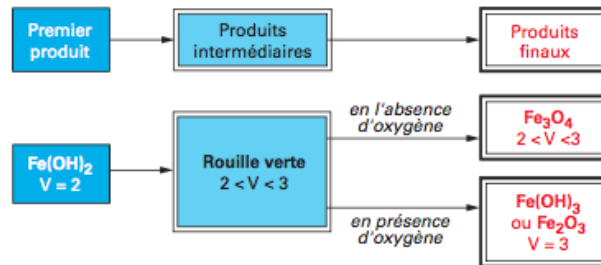 Premier
produit
Produits
intermédiaires
Produits
finaux
Fe(OH)₂
V = 2
Rouille verte
2 < V < 3
en l'absence
d'oxygène
Fe₃O₄
2 < V <3
en présence
d'oxygène
Fe(OH)₃
ou Fe₂O₃
V = 3